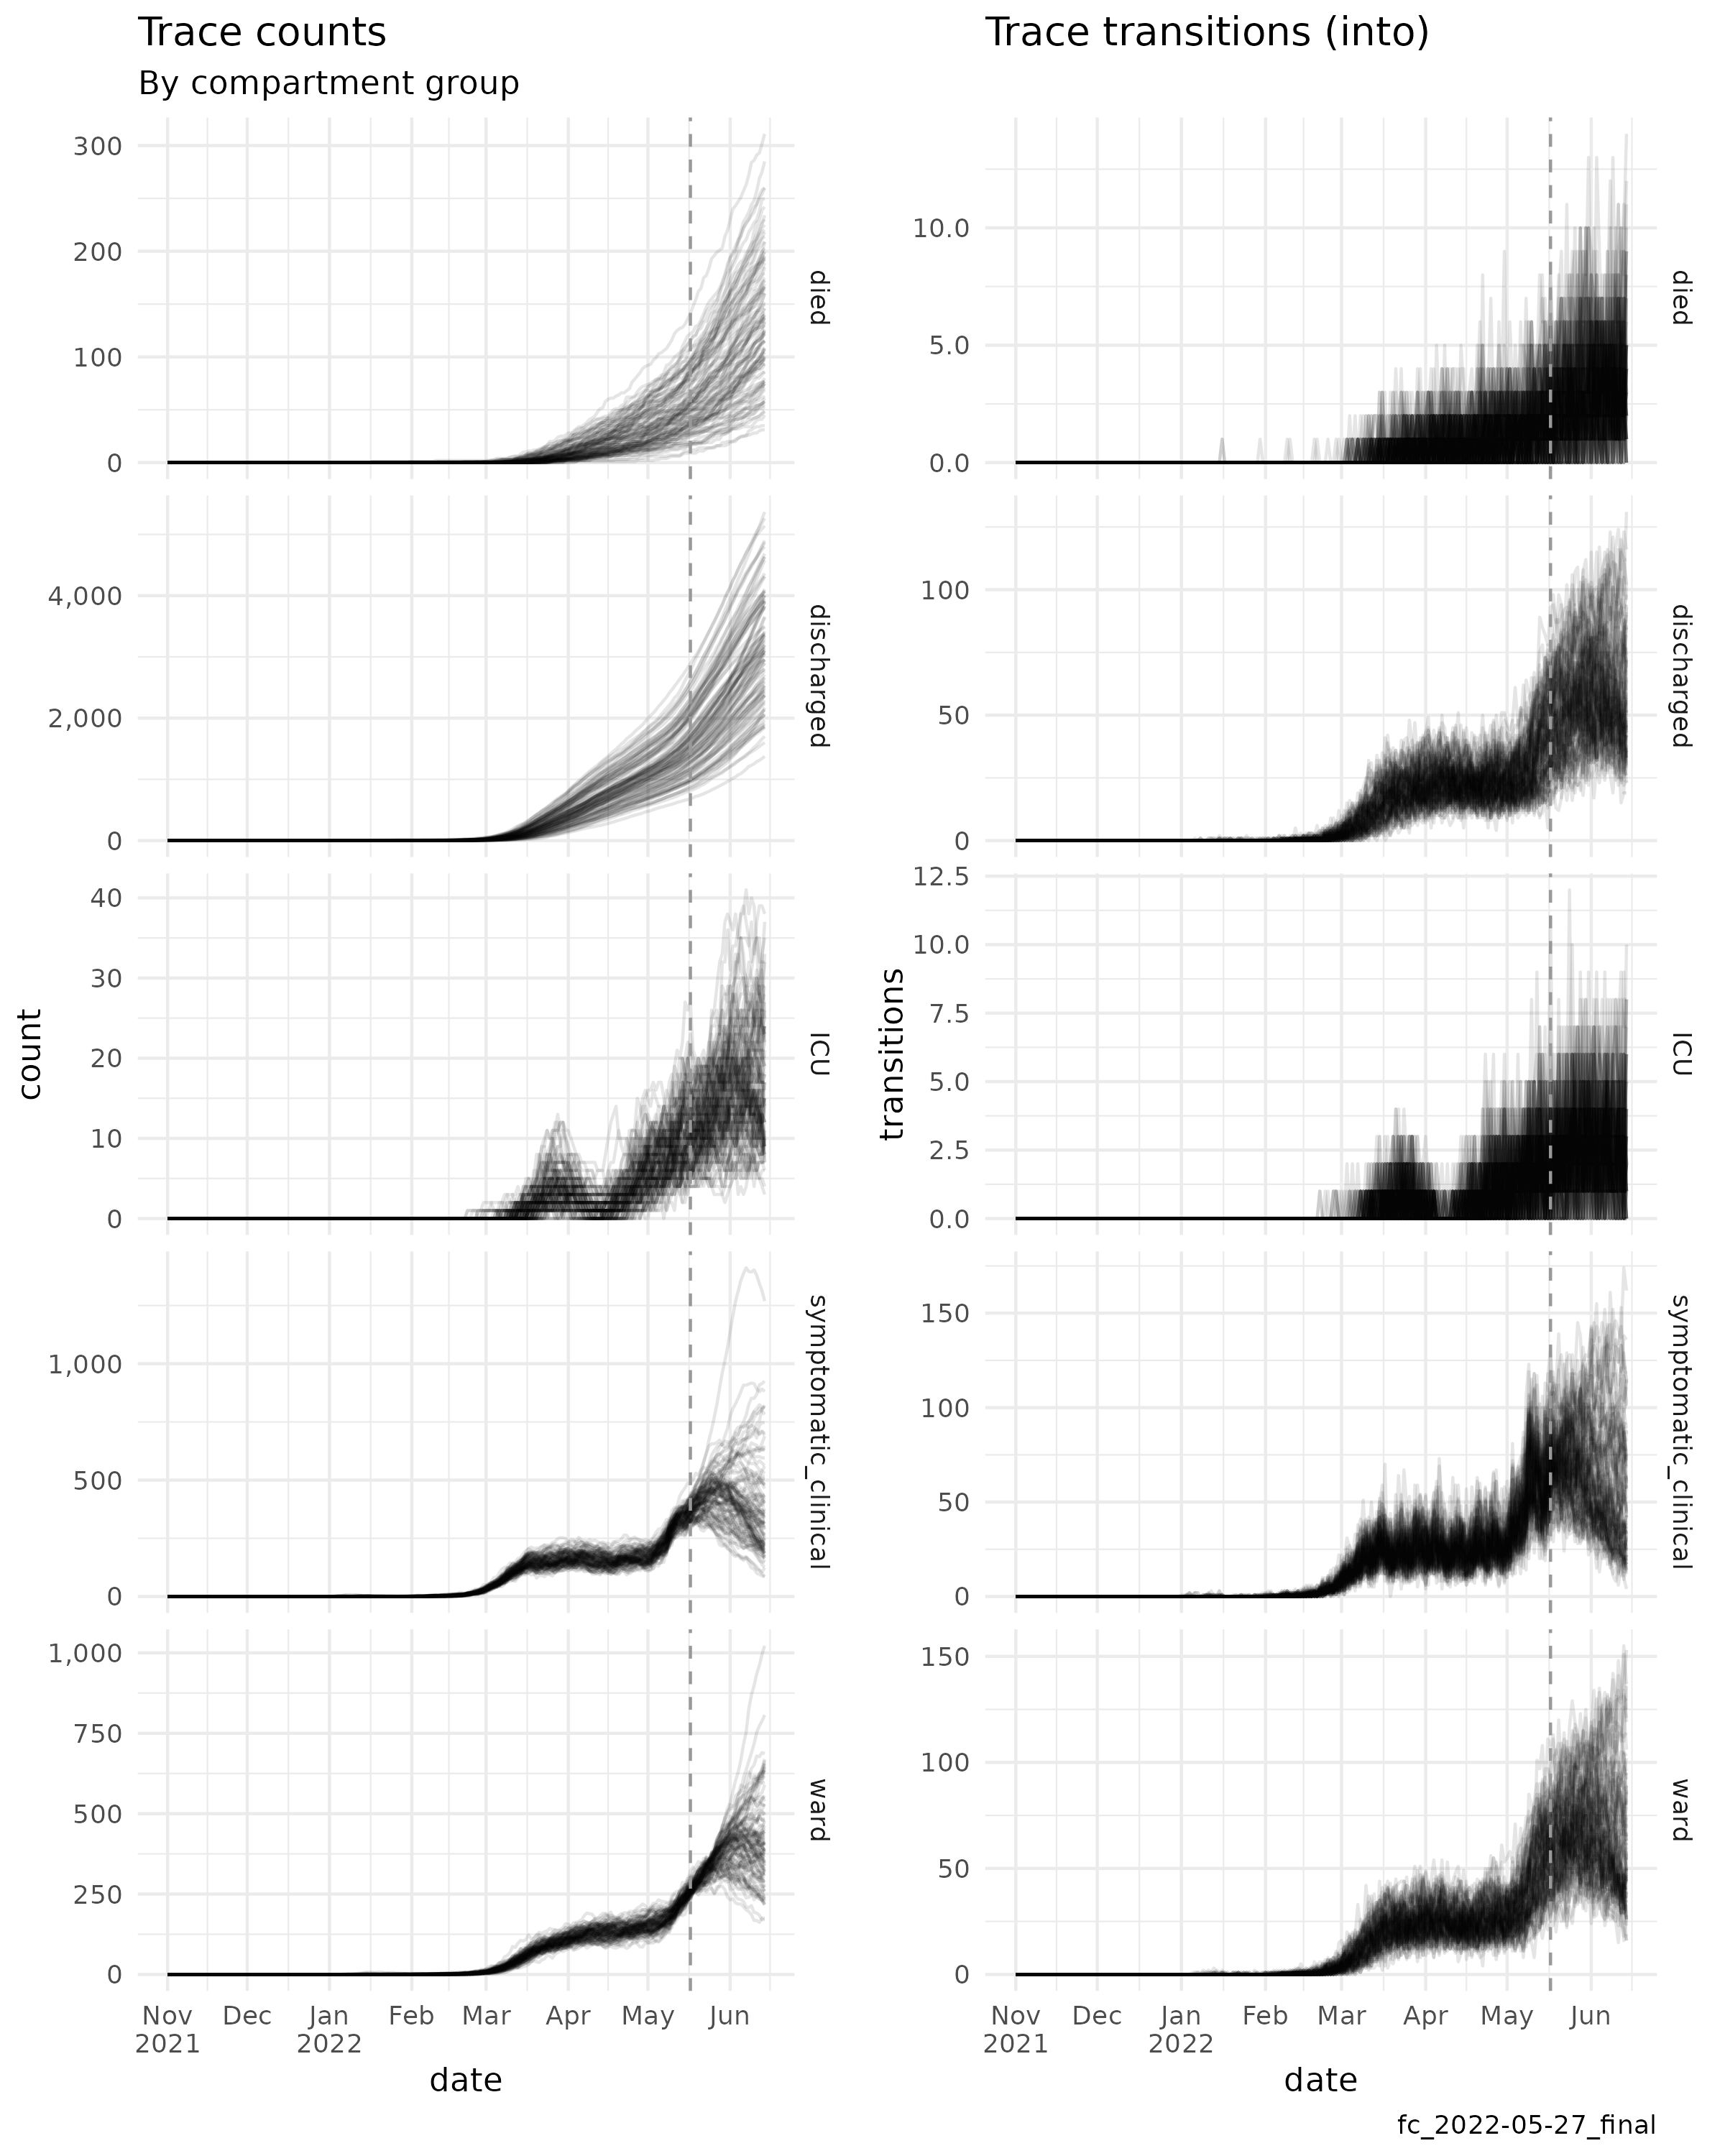 Trace counts
By compartment group
Trace transitions (into)
count
300
200
100
0
died
4,000
2,000
0
discharged
40
30
20
10
0
ICU
1,000
500
0
symptomatic_clinical
1,000
750
500
250
0
ward
Nov Dec Jan Feb Mar Apr May Jun
2021 2022
date
transitions
10.0
5.0
0.0
died
100
50
0
discharged
12.5
10.0
7.5
5.0
2.5
0.0
ICU
150
100
50
0
symptomatic_clinical
150
100
50
0
ward
Nov Dec Jan Feb Mar Apr May Jun
2021 2022
date
fc_2022-05-27_final